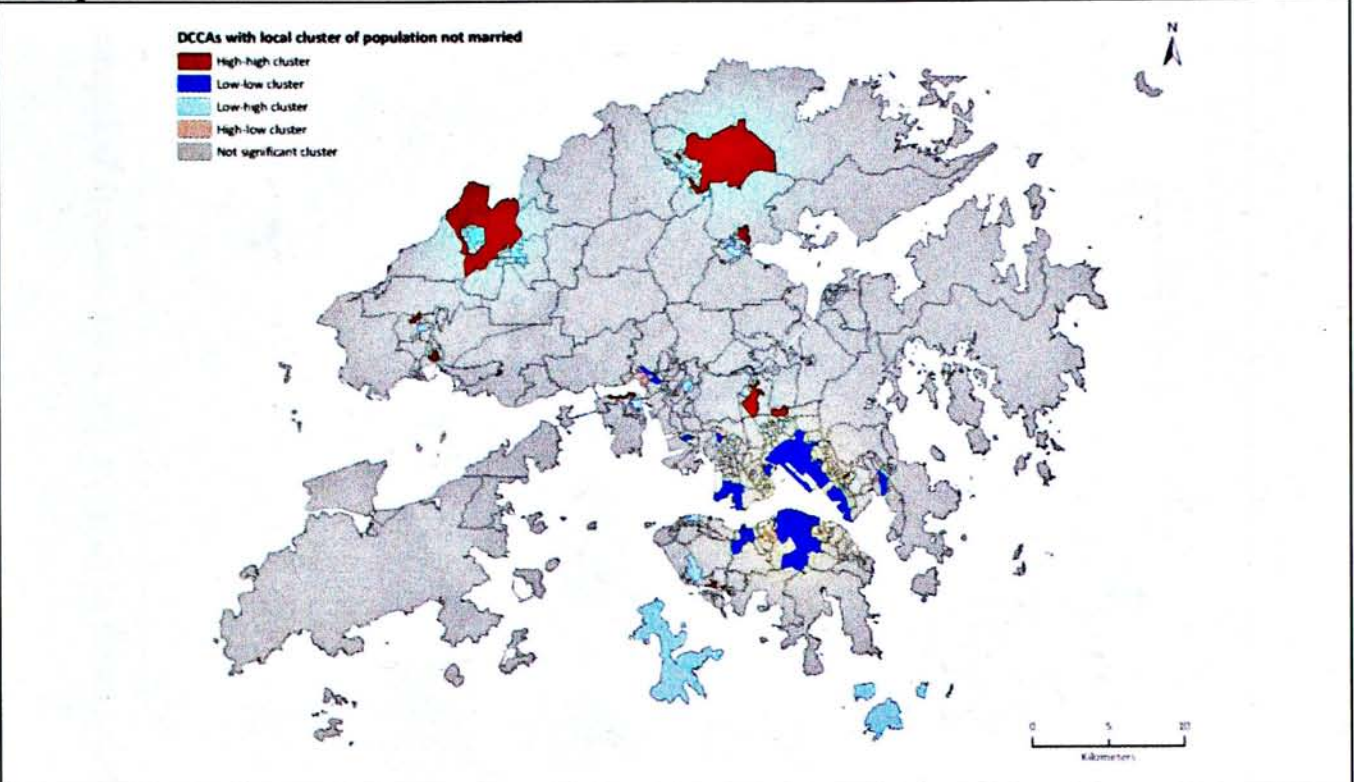 DCCAs with local cluster of population not married
High-high cluster
Low-low cluster
Low-high cluster
High-low cluster
Not significant cluster
N
0 5 10
Kilometers